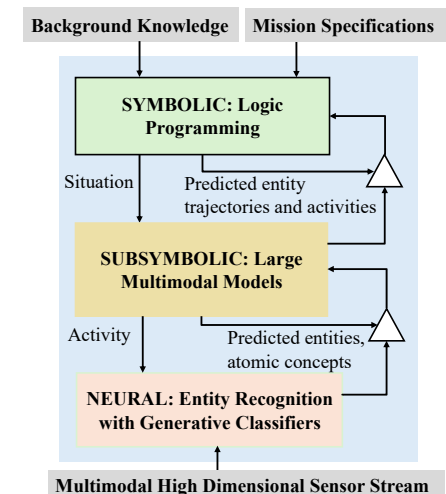 Background Knowledge
Mission Specifications
SYMBOLIC: Logic
Programming
Situation
Predicted entity
trajectories and activities
SUBSYMBOLIC: Large
Multimodal Models
Activity
Predicted entities,
atomic concepts
NEURAL: Entity Recognition
with Generative Classifiers
Multimodal High Dimensional Sensor Stream